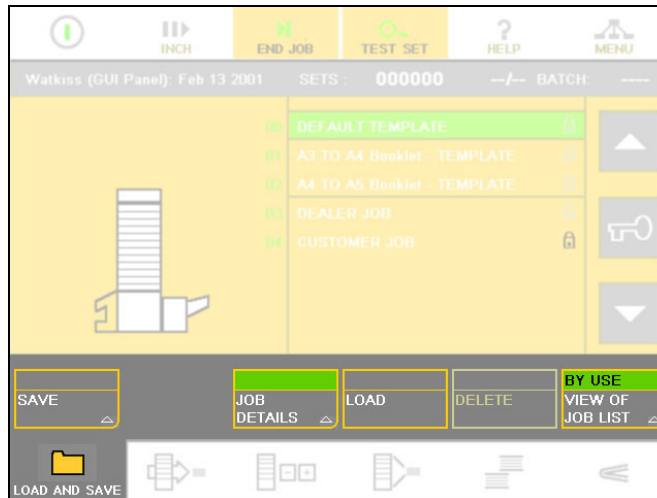 INCH
END JOB
TEST SET
?
HELP
MENU
Watkiss (GUI Panel): Feb 13 2001 SETS : 000000 --/-- BATCH: ----
00 DEFAULT TEMPLATE
01 A3 TO A4 Booklet - TEMPLATE
02 A4 TO A5 Booklet - TEMPLATE
03 DEALER JOB
04 CUSTOMER JOB
SAVE
JOB DETAILS
LOAD
DELETE
BY USE
VIEW OF JOB LIST
LOAD AND SAVE